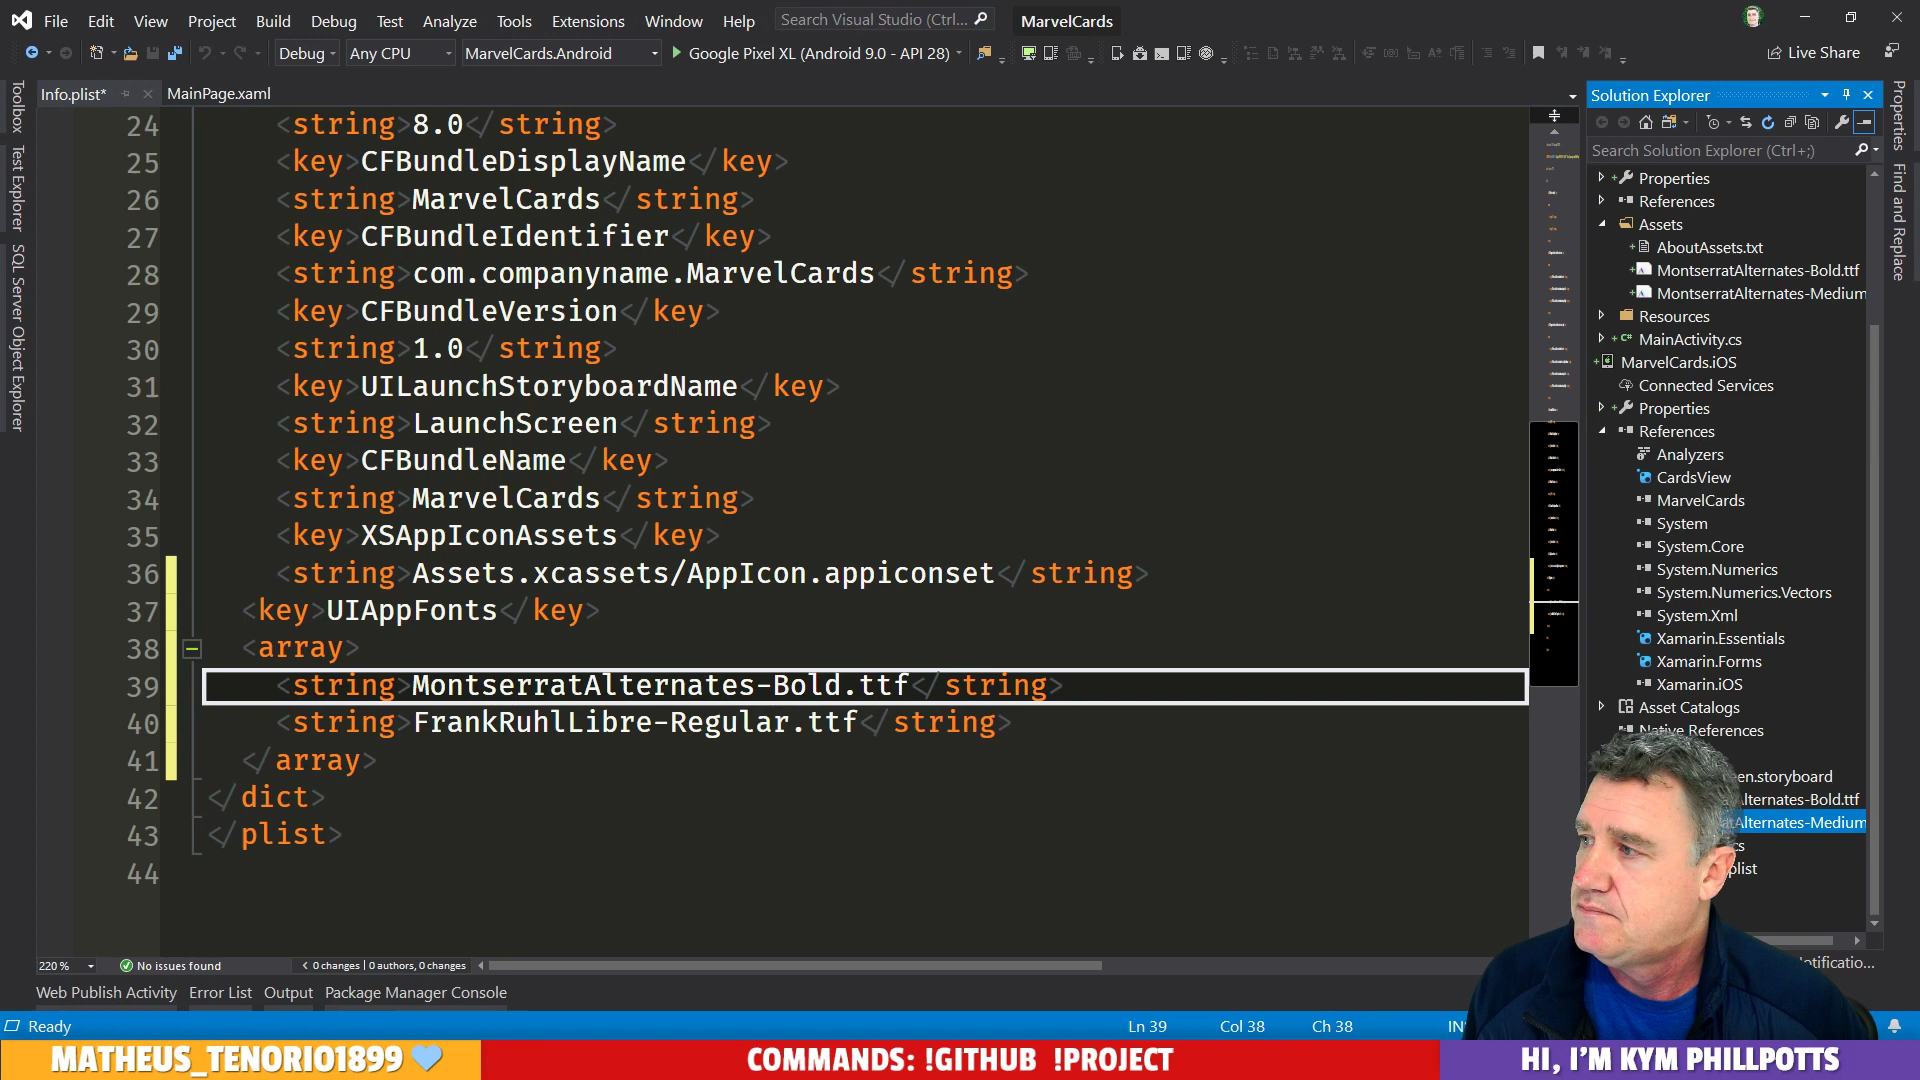 File Edit View Project Build Debug Test Analyze Tools Extensions Window Help Search Visual Studio (Ctrl... MarvelCards
Debug Any CPU MarvelCards.Android Google Pixel XL (Android 9.0 - API 28) Live Share
Toolbox
Test Explorer
SQL Server Object Explorer
Info.plist* MainPage.xaml
24 <string>8.0</string>
25 <key>CFBundleDisplayName</key>
26 <string>MarvelCards</string>
27 <key>CFBundleIdentifier</key>
28 <string>com.companyname.MarvelCards</string>
29 <key>CFBundleVersion</key>
30 <string>1.0</string>
31 <key>UILaunchStoryboardName</key>
32 <string>LaunchScreen</string>
33 <key>CFBundleName</key>
34 <string>MarvelCards</string>
35 <key>XSAppIconAssets</key>
36 <string>Assets.xcassets/AppIcon.appiconset</string>
37 <key>UIAppFonts</key>
38 <array>
39 <string>MontserratAlternates-Bold.ttf</string>
40 <string>FrankRuhlLibre-Regular.ttf</string>
41 </array>
42 </dict>
43 </plist>
44
220 % No issues found 0 changes | 0 authors, 0 changes
Web Publish Activity Error List Output Package Manager Console
Solution Explorer
Search Solution Explorer (Ctrl+;)
Properties
References
Assets
AboutAssets.txt
MontserratAlternates-Bold.ttf
MontserratAlternates-Medium
Resources
MainActivity.cs
MarvelCards.iOS
Connected Services
Properties
References
Analyzers
CardsView
MarvelCards
System
System.Core
System.Numerics
System.Numerics.Vectors
System.Xml
Xamarin.Essentials
Xamarin.Forms
Xamarin.iOS
Asset Catalogs
Native References
en.storyboard
Alternates-Bold.ttf
Alternates-Medium
cs
plist
Properties
Find and Replace
Ready Ln 39 Col 38 Ch 38 IN
MATHEUS_TENORIO1899 COMMANDS: !GITHUB !PROJECT HI, I'M KYM PHILLPOTTS